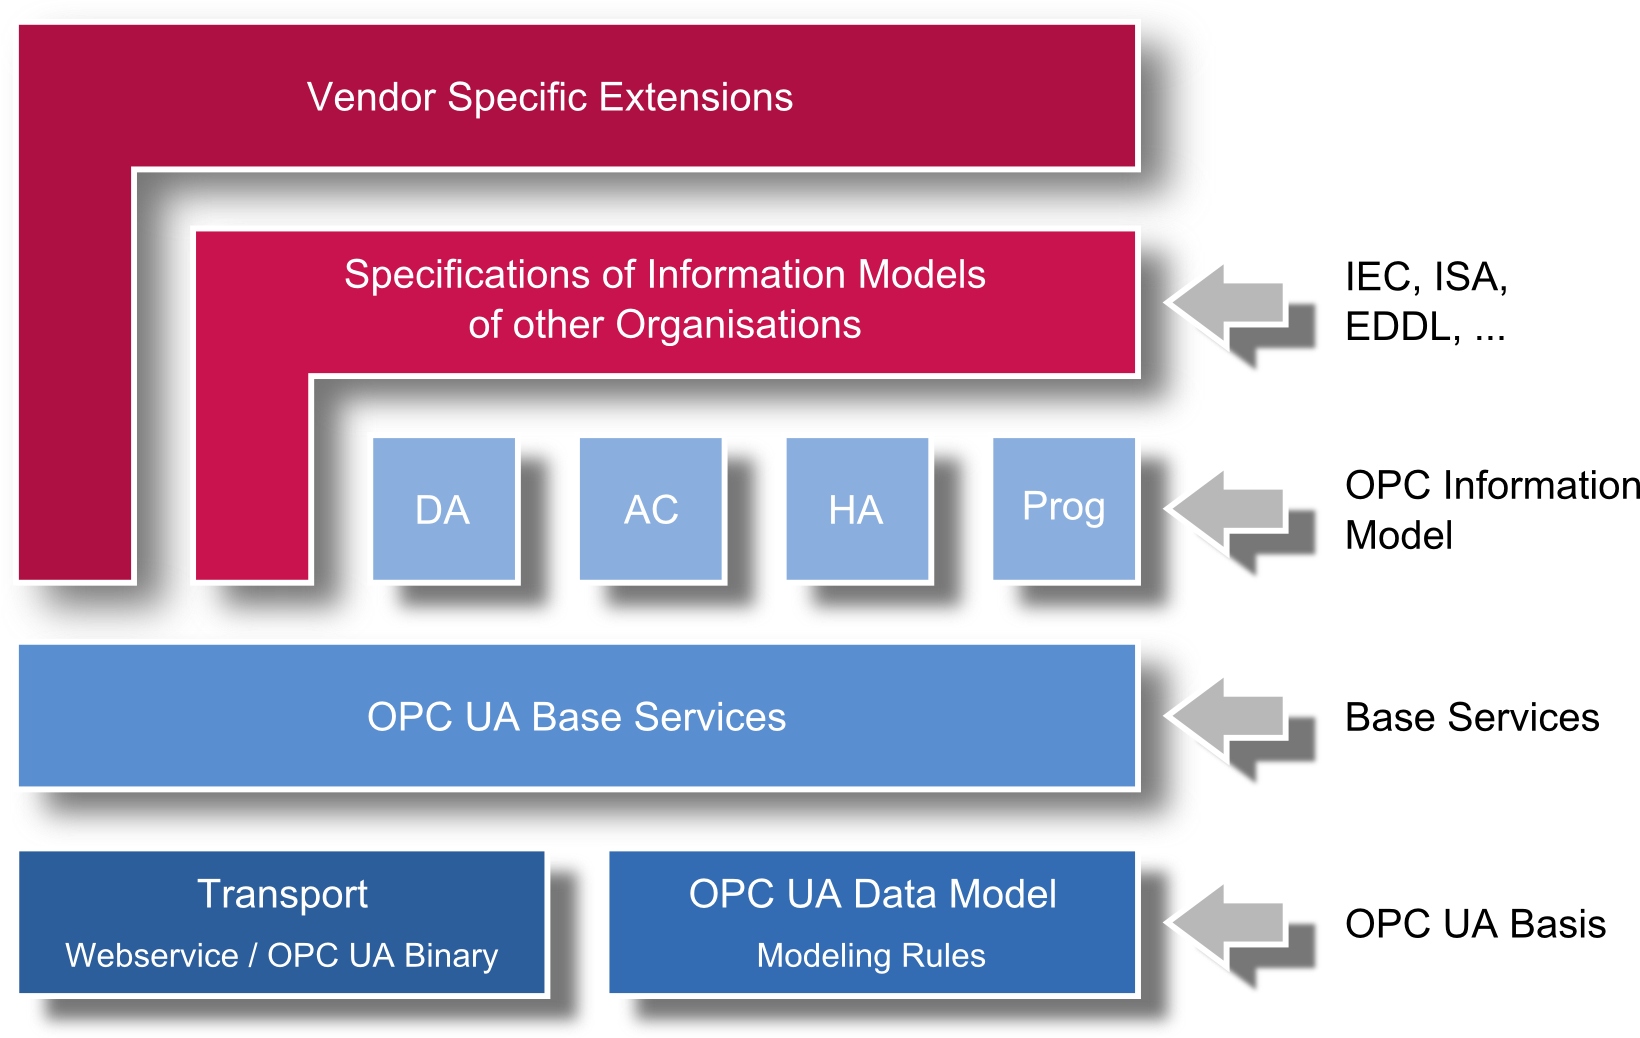 Vendor Specific Extensions
Specifications of Information Models
of other Organisations
IEC, ISA,
EDDL, ...
DA
AC
HA
Prog
OPC Information
Model
OPC UA Base Services
Base Services
Transport
Webservice / OPC UA Binary
OPC UA Data Model
Modeling Rules
OPC UA Basis